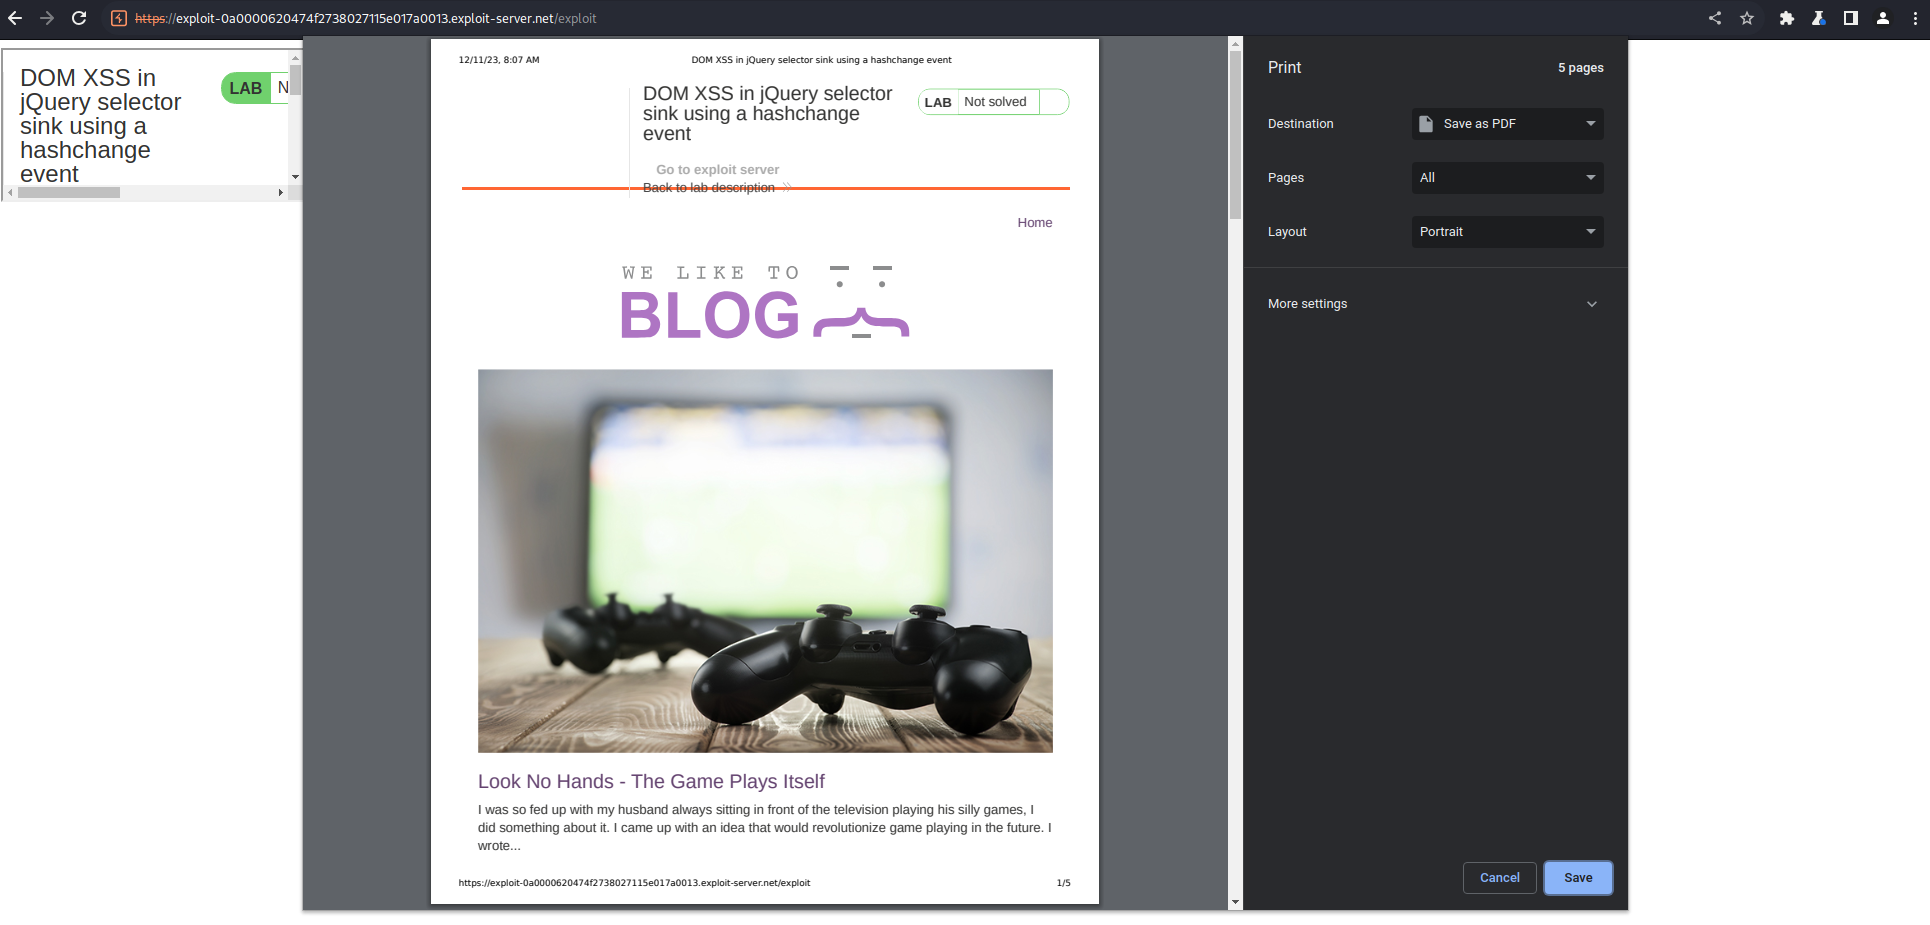 https://exploit-0a0000620474f2738027115e017a0013.exploit-server.net/exploit
DOM XSS in
jQuery selector
sink using a
hashchange
event
LAB N
12/11/23, 8:07 AM DOM XSS in jQuery selector sink using a hashchange event
DOM XSS in jQuery selector
sink using a hashchange
event
LAB Not solved
Go to exploit server
Back to lab description
Home
WE LIKE TO
BLOG
Look No Hands - The Game Plays Itself
I was so fed up with my husband always sitting in front of the television playing his silly games, I
did something about it. I came up with an idea that would revolutionize game playing in the future. I
wrote...
https://exploit-0a0000620474f2738027115e017a0013.exploit-server.net/exploit 1/5
Print 5 pages
Destination Save as PDF
Pages All
Layout Portrait
More settings
Cancel Save